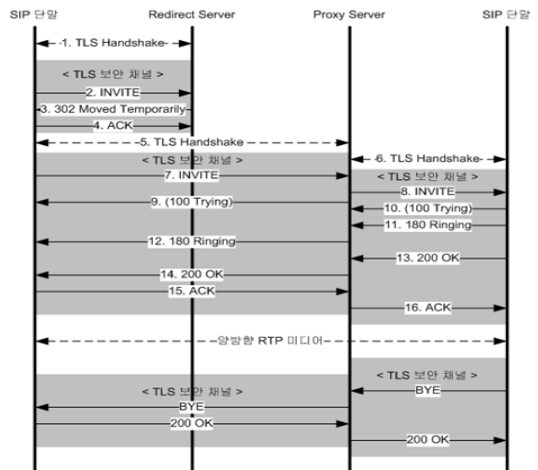 SIP 단말 Redirect Server Proxy Server SIP 단말
1. TLS Handshake
< TLS 보안 채널 >
2. INVITE
3. 302 Moved Temporarily
4. ACK
5. TLS Handshake
6. TLS Handshake
< TLS 보안 채널 >
< TLS 보안 채널 >
7. INVITE
8. INVITE
9. (100 Trying)
10. (100 Trying)
11. 180 Ringing
12. 180 Ringing
13. 200 OK
14. 200 OK
15. ACK
16. ACK
양방향 RTP 미디어
< TLS 보안 채널 >
BYE
< TLS 보안 채널 >
BYE
200 OK
200 OK